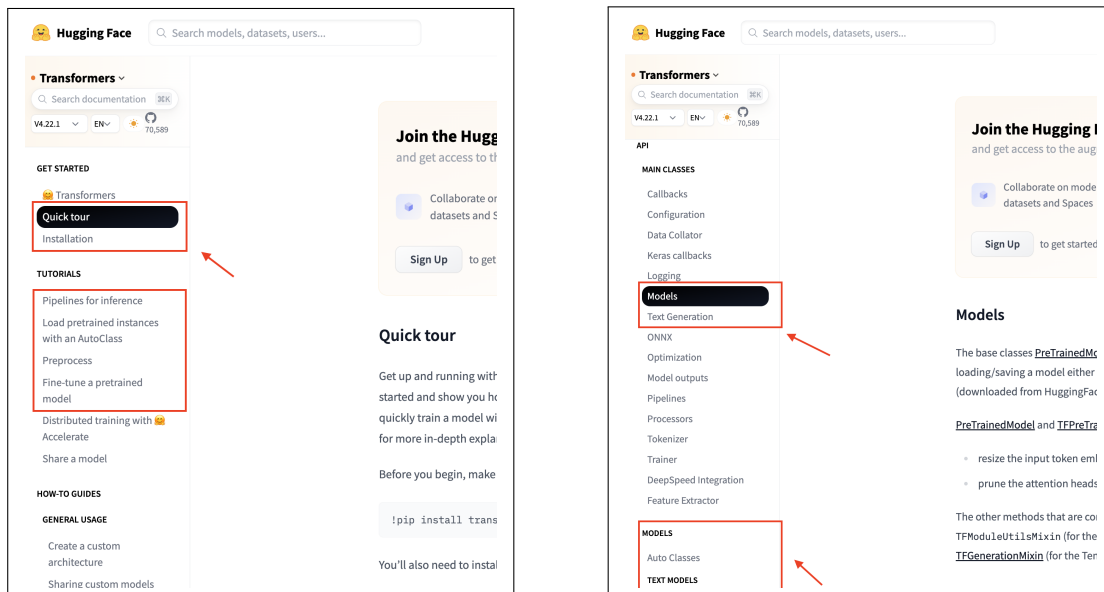 Hugging Face
Search models, datasets, users...
Transformers
Search documentation ⌘K
V4.22.1 EN 70,589
GET STARTED
🤗 Transformers
Quick tour
Installation
TUTORIALS
Pipelines for inference
Load pretrained instances
with an AutoClass
Preprocess
Fine-tune a pretrained
model
Distributed training with 🤗
Accelerate
Share a model
HOW-TO GUIDES
GENERAL USAGE
Create a custom
architecture
Sharing custom models
Join the Hugg
and get access to th
Collaborate on
datasets and S
Sign Up to get
Quick tour
Get up and running with
started and show you ho
quickly train a model wi
for more in-depth expla
Before you begin, make
!pip install trans
You'll also need to instal
Hugging Face
Search models, datasets, users...
Transformers
Search documentation ⌘K
V4.22.1 EN 70,589
API
MAIN CLASSES
Callbacks
Configuration
Data Collator
Keras callbacks
Logging
Models
Text Generation
ONNX
Optimization
Model outputs
Pipelines
Processors
Tokenizer
Trainer
DeepSpeed Integration
Feature Extractor
MODELS
Auto Classes
TEXT MODELS
Join the Hugging
and get access to the aug
Collaborate on mode
datasets and Spaces
Sign Up to get started
Models
The base classes PreTrainedMo
loading/saving a model either
(downloaded from HuggingFac
PreTrainedModel and TFPreTra
resize the input token emb
prune the attention heads
The other methods that are co
TFModuleUtilsMixin (for the
TFGenerationMixin (for the Ten